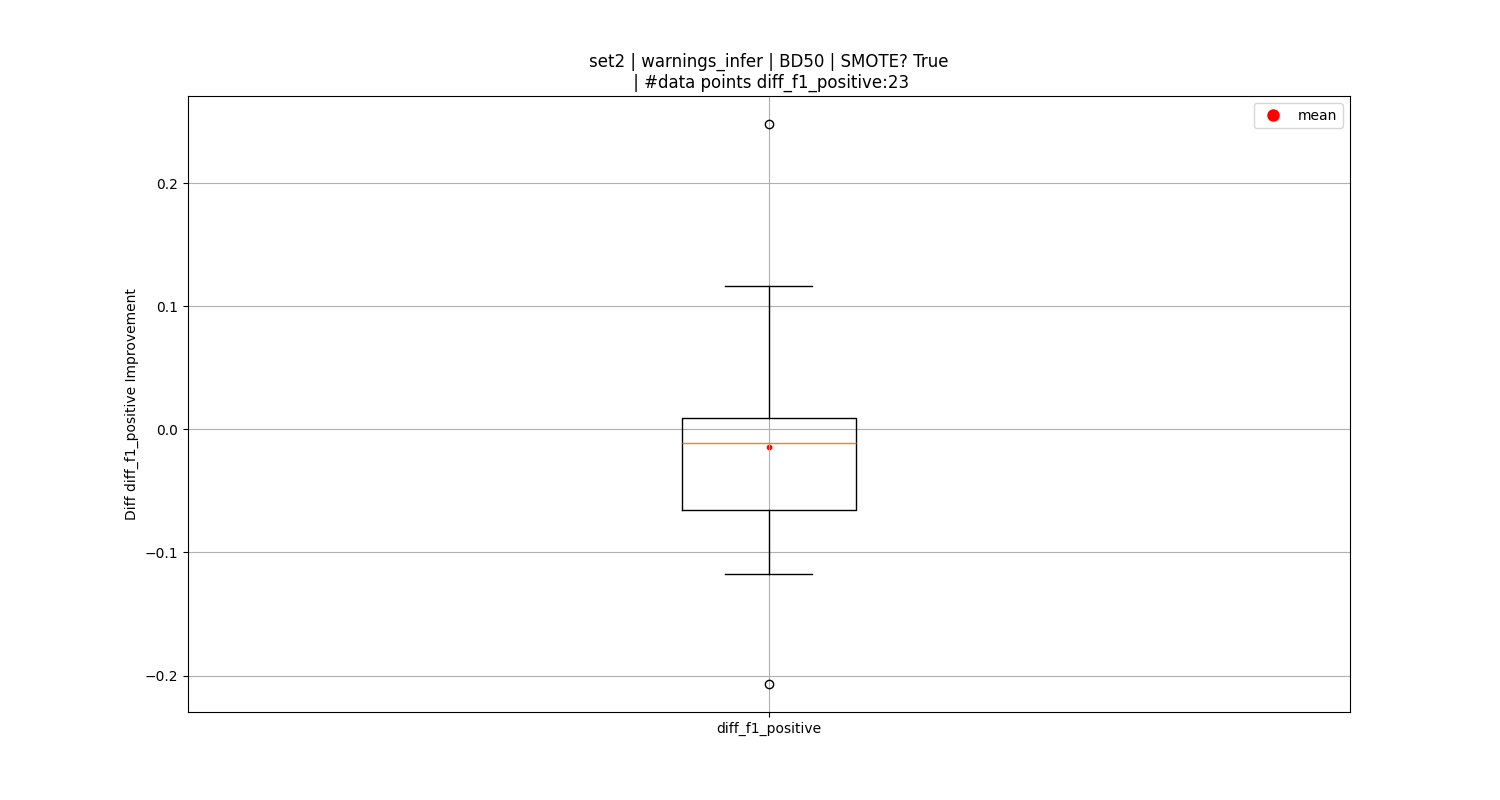 set2 | warnings_infer | BD50 | SMOTE? True
| #data points diff_f1_positive:23
mean
0.2
0.1
0.0
−0.1
−0.2
Diff diff_f1_positive Improvement
diff_f1_positive